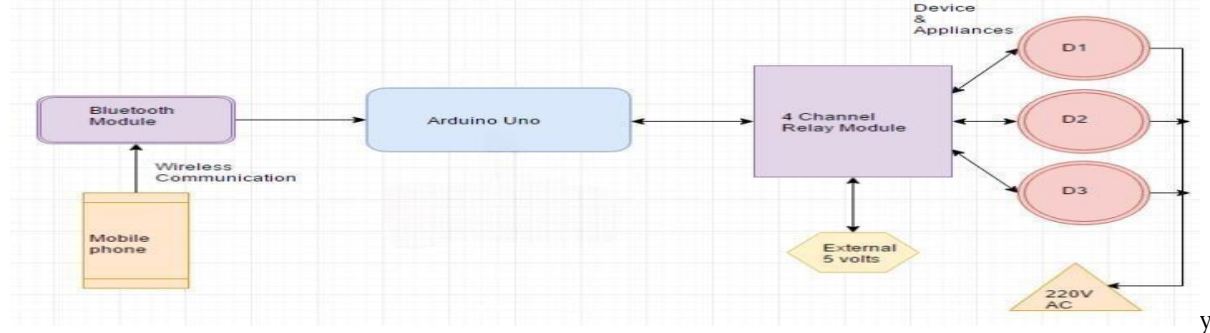 Device
&
Appliances
D1
Bluetooth
Module
Arduino Uno
4 Channel
Relay Module
D2
Wireless
Communication
D3
Mobile
phone
External
5 volts
220V
AC
y